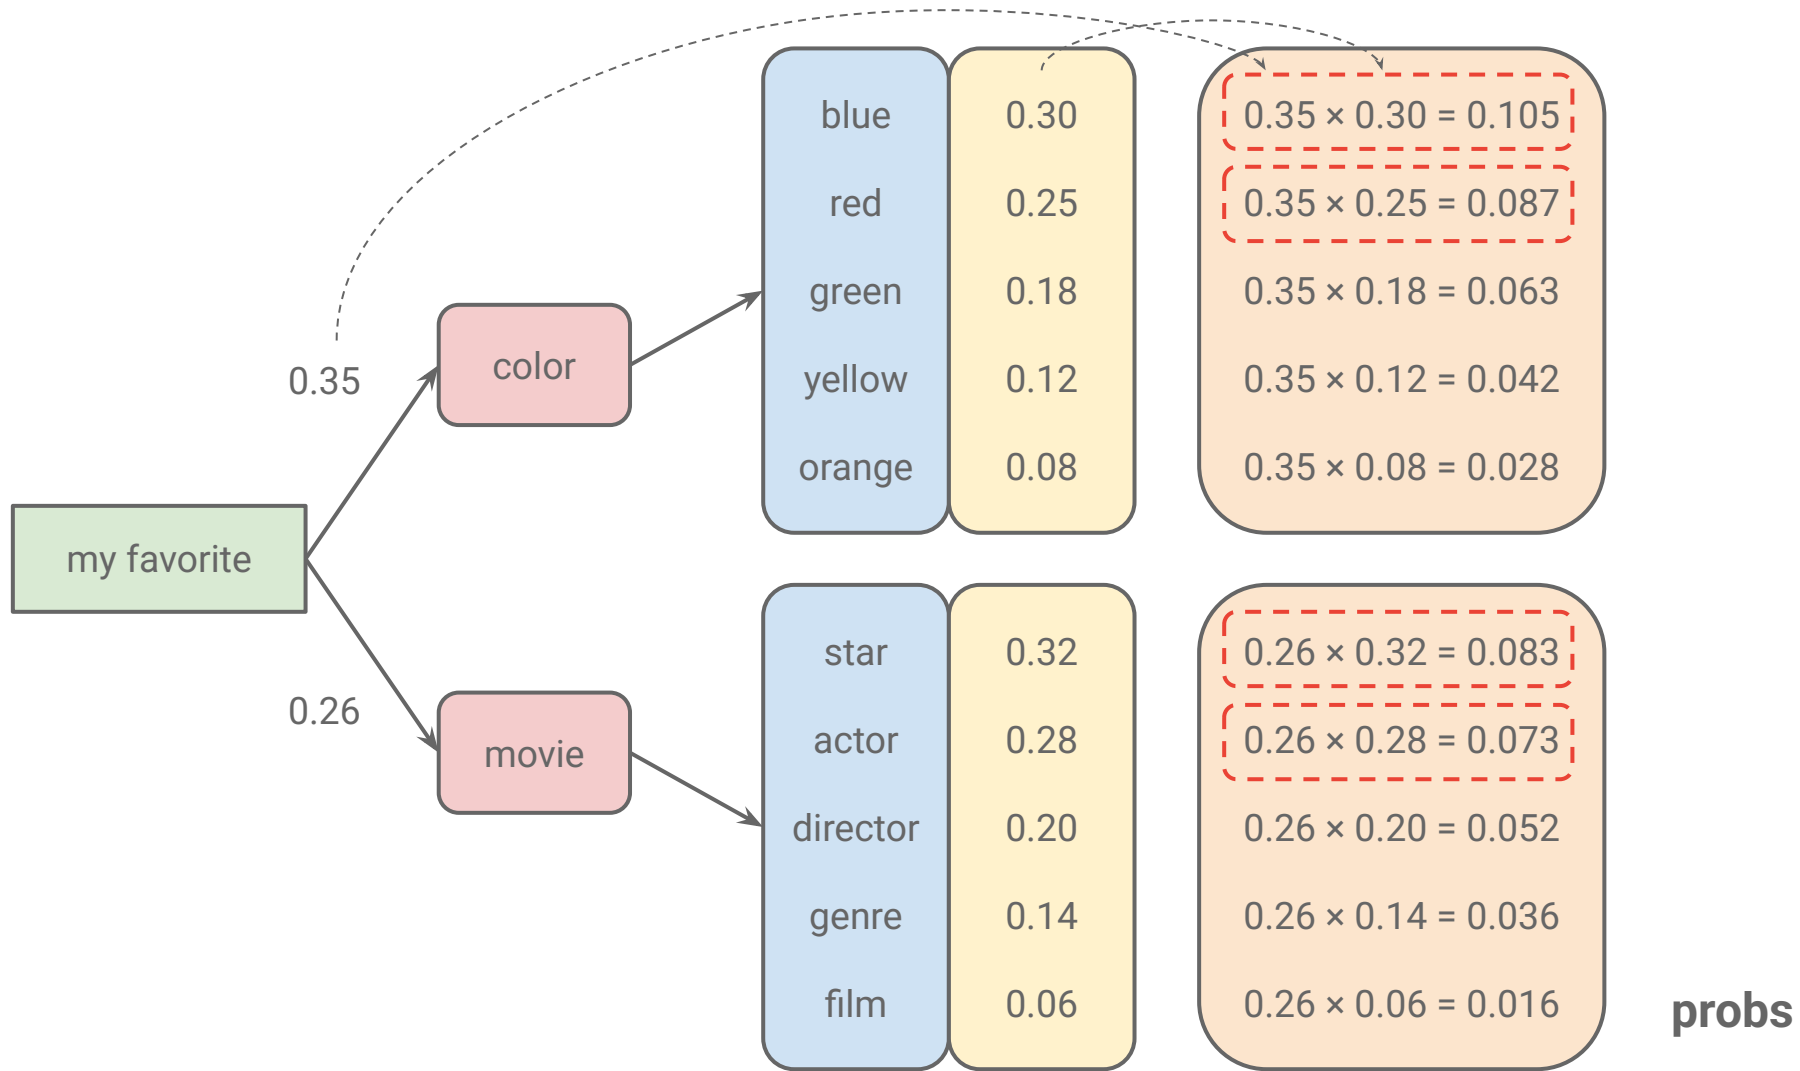 blue 0.30 0.35 × 0.30 = 0.105
red 0.25 0.35 × 0.25 = 0.087
green 0.18 0.35 × 0.18 = 0.063
0.35 color yellow 0.12 0.35 × 0.12 = 0.042
orange 0.08 0.35 × 0.08 = 0.028
my favorite
star 0.32 0.26 × 0.32 = 0.083
0.26 movie actor 0.28 0.26 × 0.28 = 0.073
director 0.20 0.26 × 0.20 = 0.052
genre 0.14 0.26 × 0.14 = 0.036
film 0.06 0.26 × 0.06 = 0.016
probs